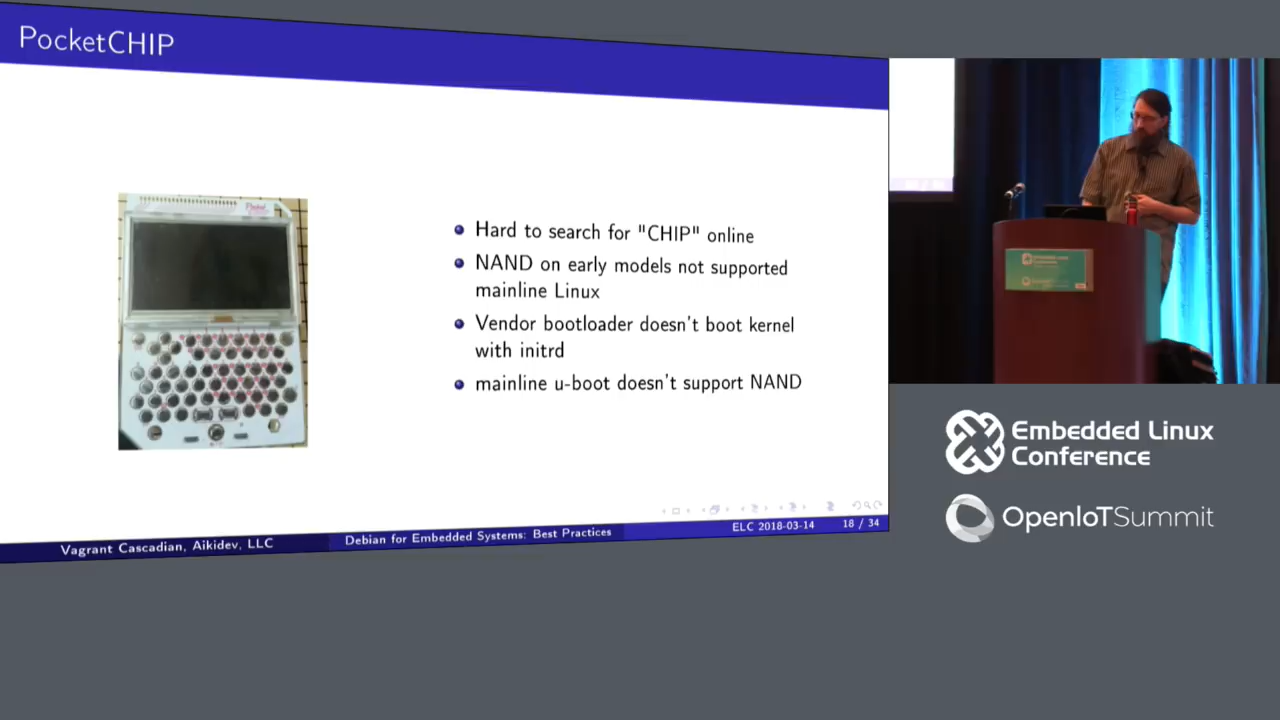 PocketCHIP
Pocket
Hard to search for "CHIP" online
NAND on early models not supported
mainline Linux
Vendor bootloader doesn't boot kernel
with initrd
mainline u-boot doesn't support NAND
Vagrant Cascadian, Aikidev, LLC
Debian for Embedded Systems: Best Practices
ELC 2018-03-14
18 / 34
Embedded Linux
Conference
OpenIoTSummit